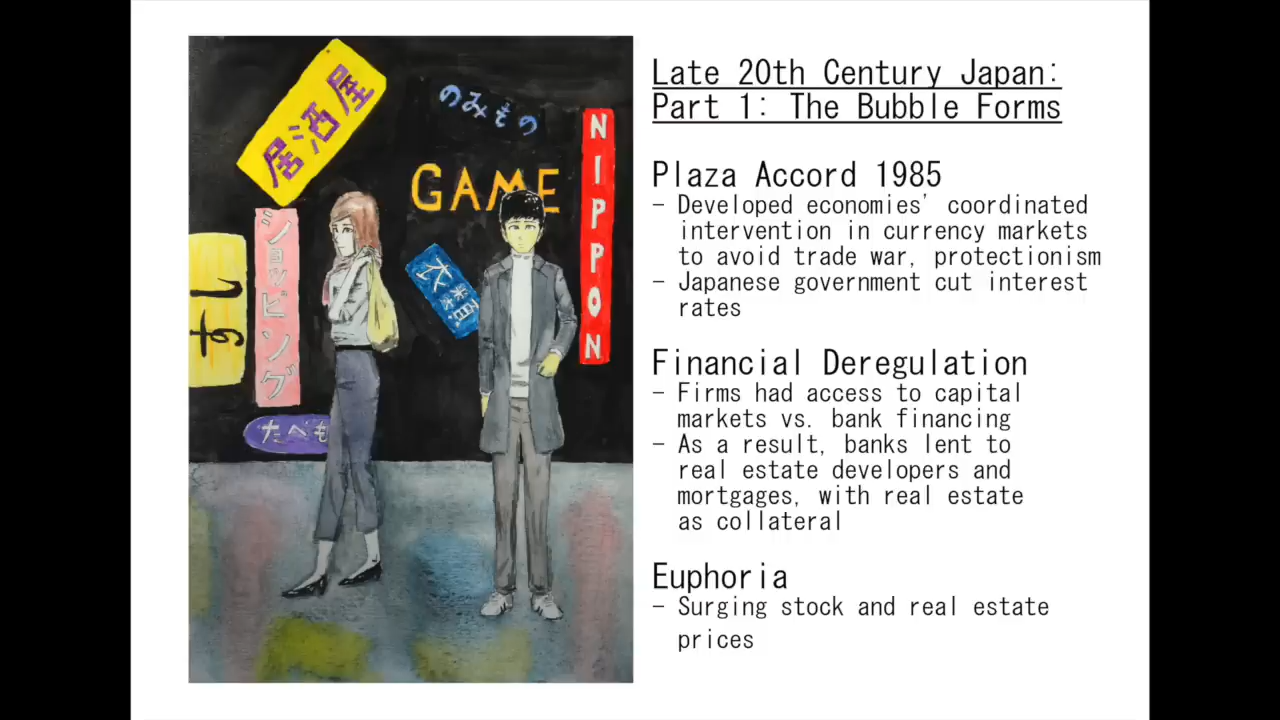 居酒屋
のみもの
NIPPON
GAME
ショッピング
すし
たべも
Late 20th Century Japan:
Part 1: The Bubble Forms
Plaza Accord 1985
- Developed economies' coordinated
intervention in currency markets
to avoid trade war, protectionism
- Japanese government cut interest
rates
Financial Deregulation
- Firms had access to capital
markets vs. bank financing
- As a result, banks lent to
real estate developers and
mortgages, with real estate
as collateral
Euphoria
- Surging stock and real estate
prices